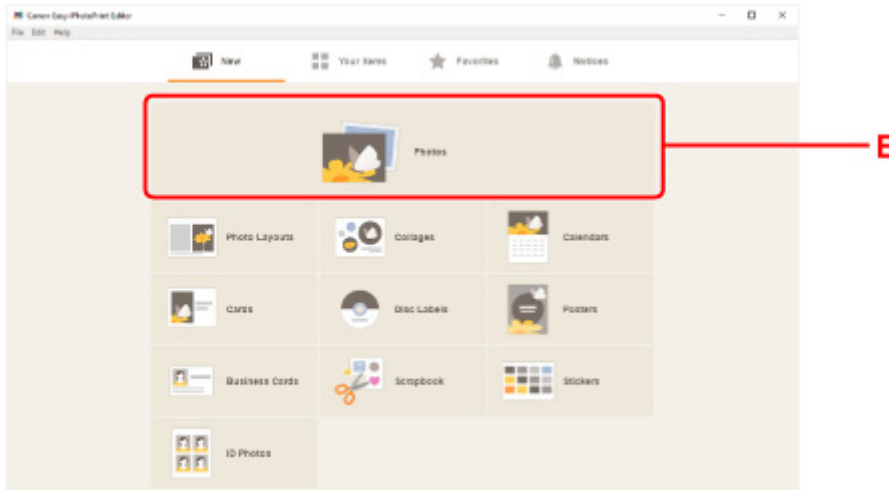 Canon Easy-PhotoPrint Editor
File Edit Help
New Your Items Favorites Notices
Photos
B
Photo Layouts Collages Calendars
Cards Disc Labels Posters
Business Cards Scrapbook Stickers
ID Photos